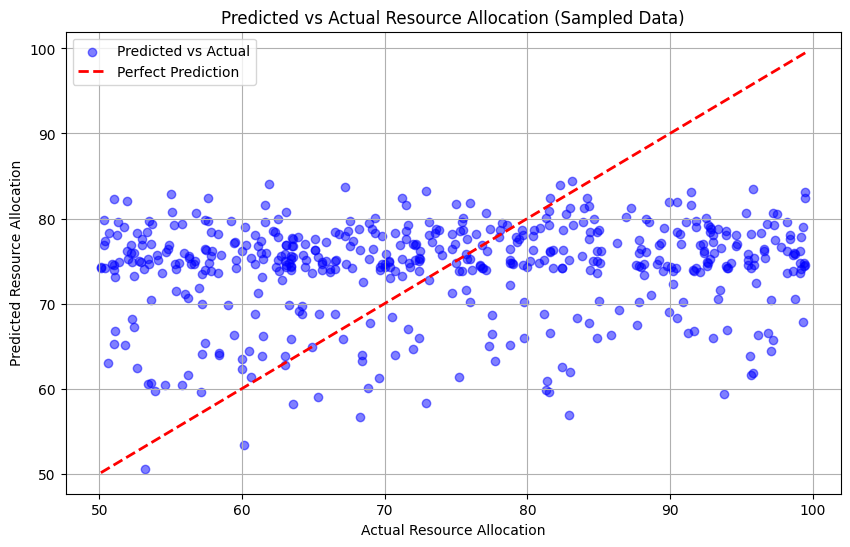 Predicted vs Actual Resource Allocation (Sampled Data)
Predicted vs Actual
Perfect Prediction
100
90
80
70
60
50
Predicted Resource Allocation
50 60 70 80 90 100
Actual Resource Allocation